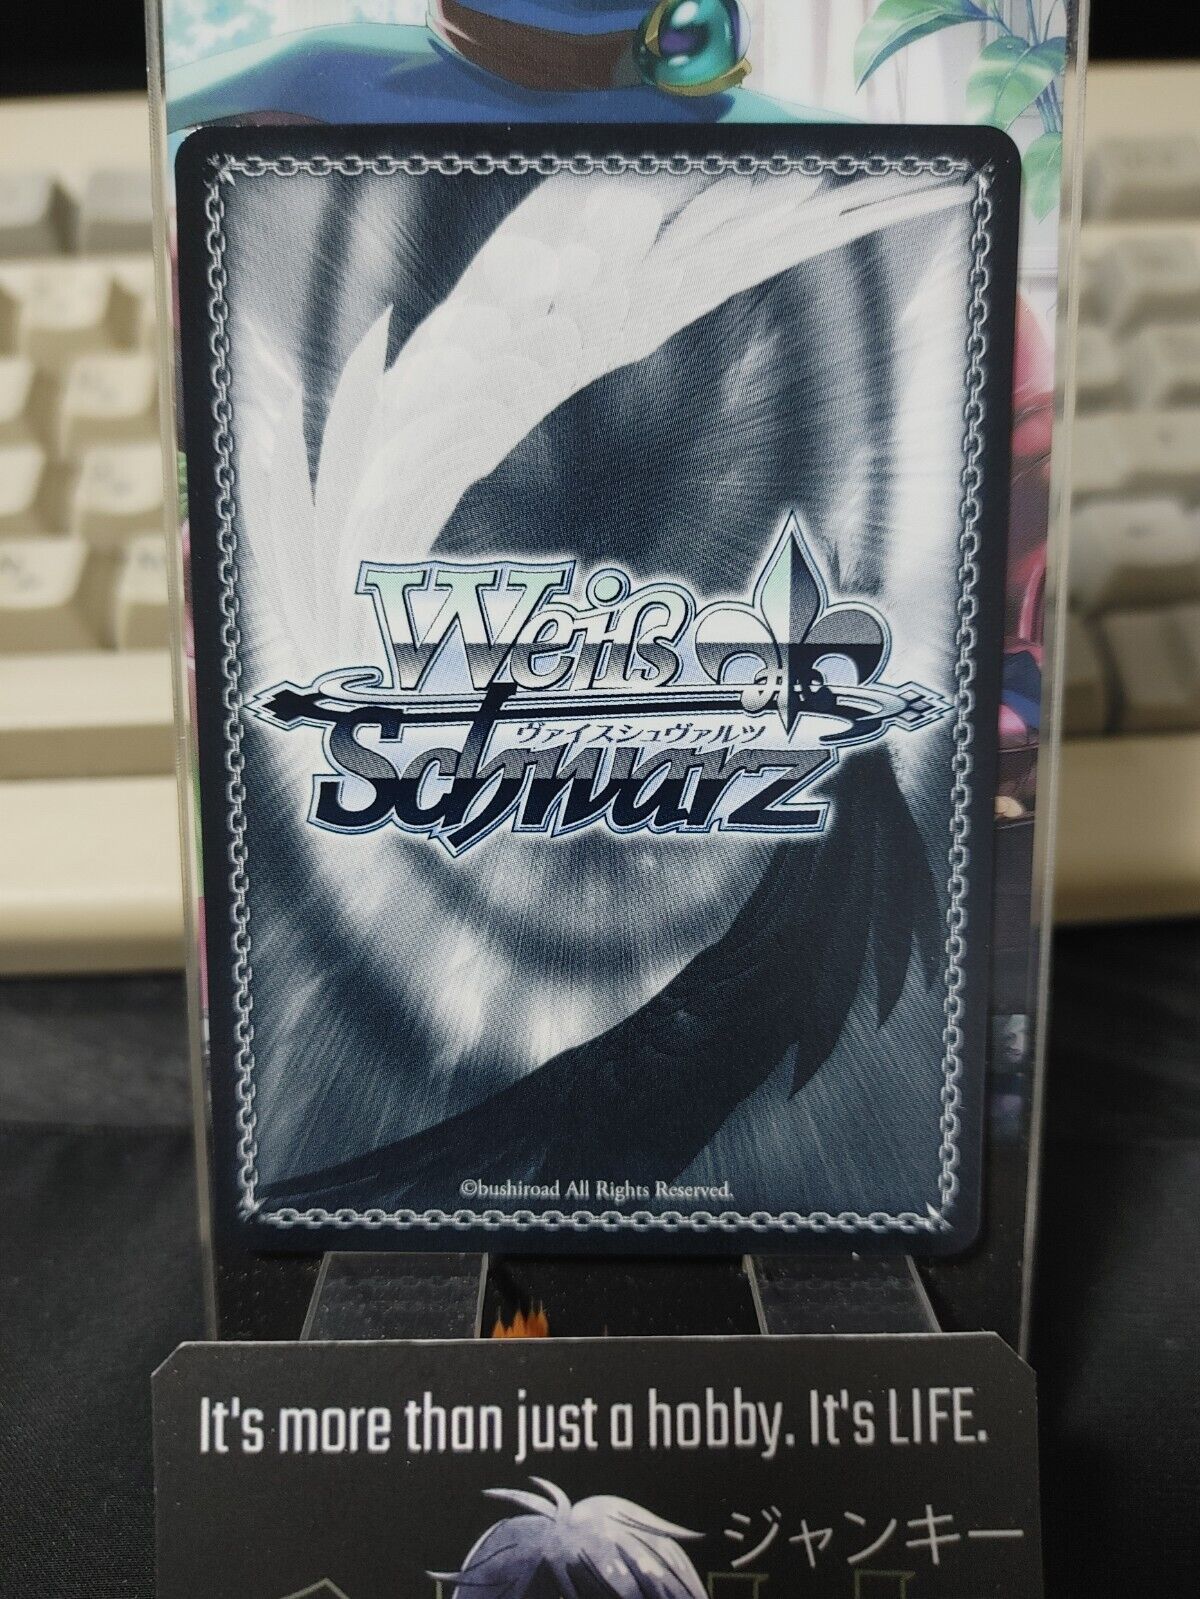 Weiß
ヴァイスシュヴァルツ
Schwarz
©bushiroad All Rights Reserved.
It's more than just a hobby. It's LIFE.
ジャンキー